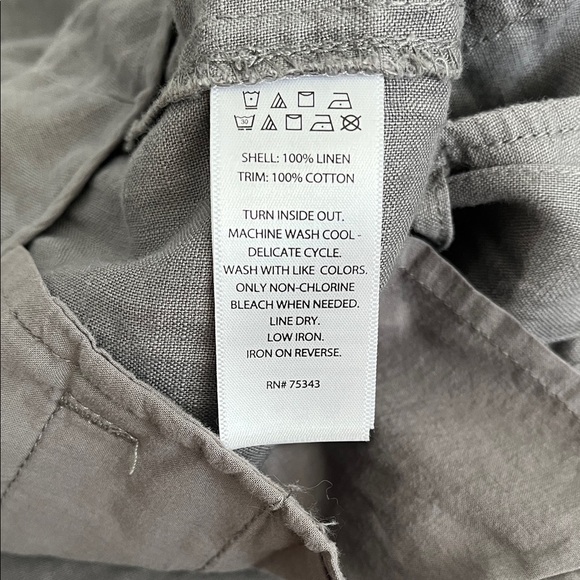 30
SHELL: 100% LINEN
TRIM: 100% COTTON
TURN INSIDE OUT.
MACHINE WASH COOL -
DELICATE CYCLE.
WASH WITH LIKE COLORS.
ONLY NON-CHLORINE
BLEACH WHEN NEEDED.
LINE DRY.
LOW IRON.
IRON ON REVERSE.
RN# 75343